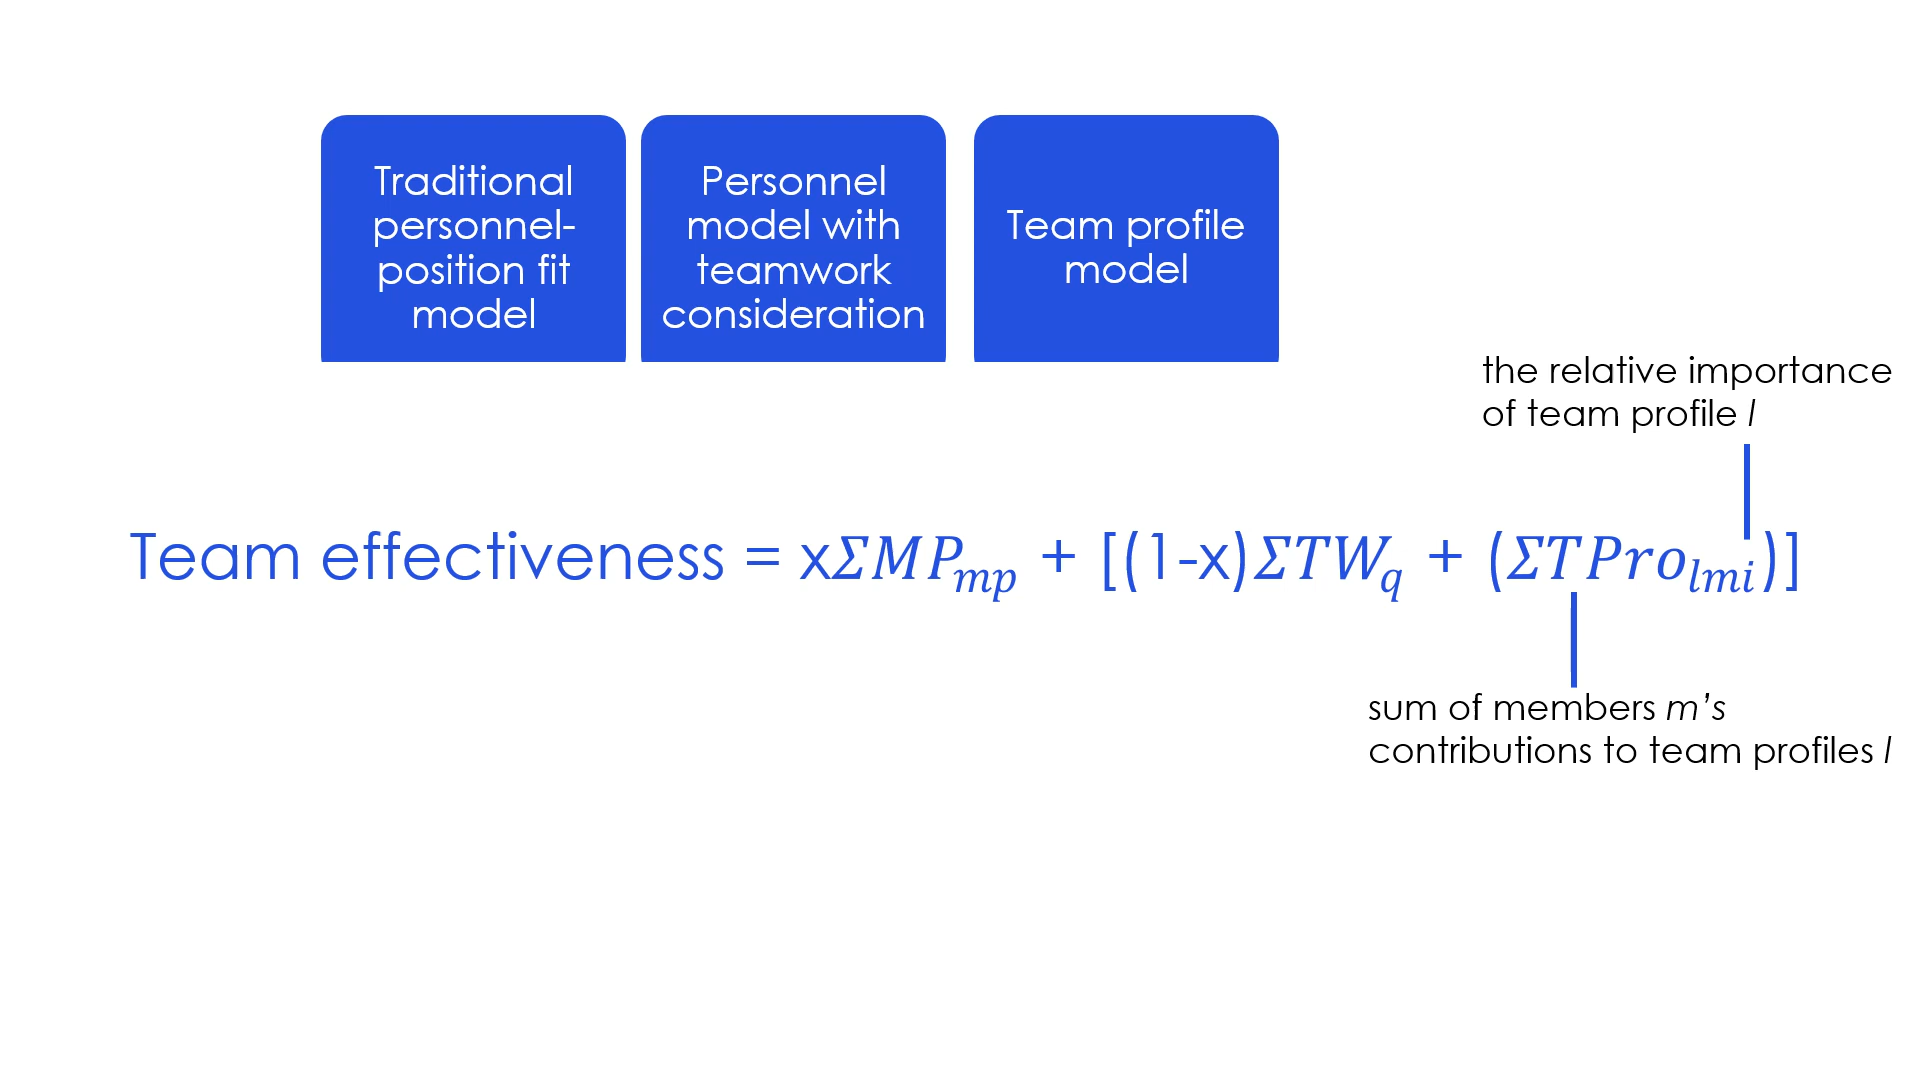 Traditional
personnel-
position fit
model
Personnel
model with
teamwork
consideration
Team profile
model
the relative importance
of team profile l
Team effectiveness = xΣMPₘₚ + [(1-x)ΣTW_q + (ΣTPro_lmi)]
sum of members m’s
contributions to team profiles l